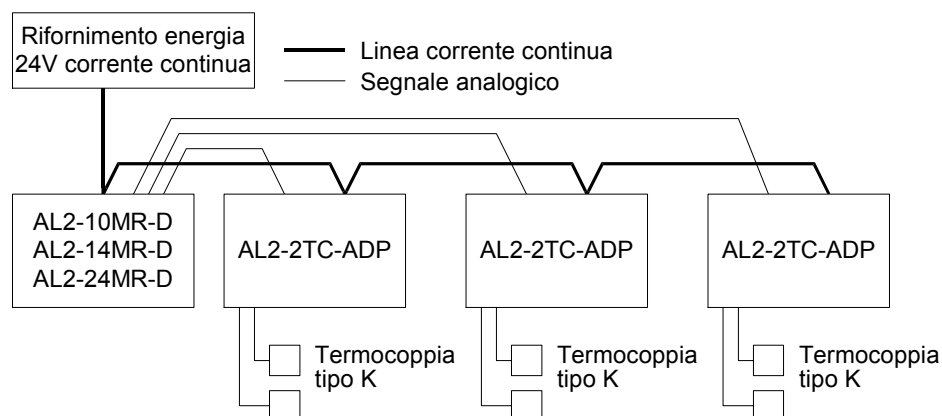 Rifornimento energia
24V corrente continua
Linea corrente continua
Segnale analogico
AL2-10MR-D
AL2-14MR-D
AL2-24MR-D
AL2-2TC-ADP
AL2-2TC-ADP
AL2-2TC-ADP
Termocoppia
tipo K
Termocoppia
tipo K
Termocoppia
tipo K